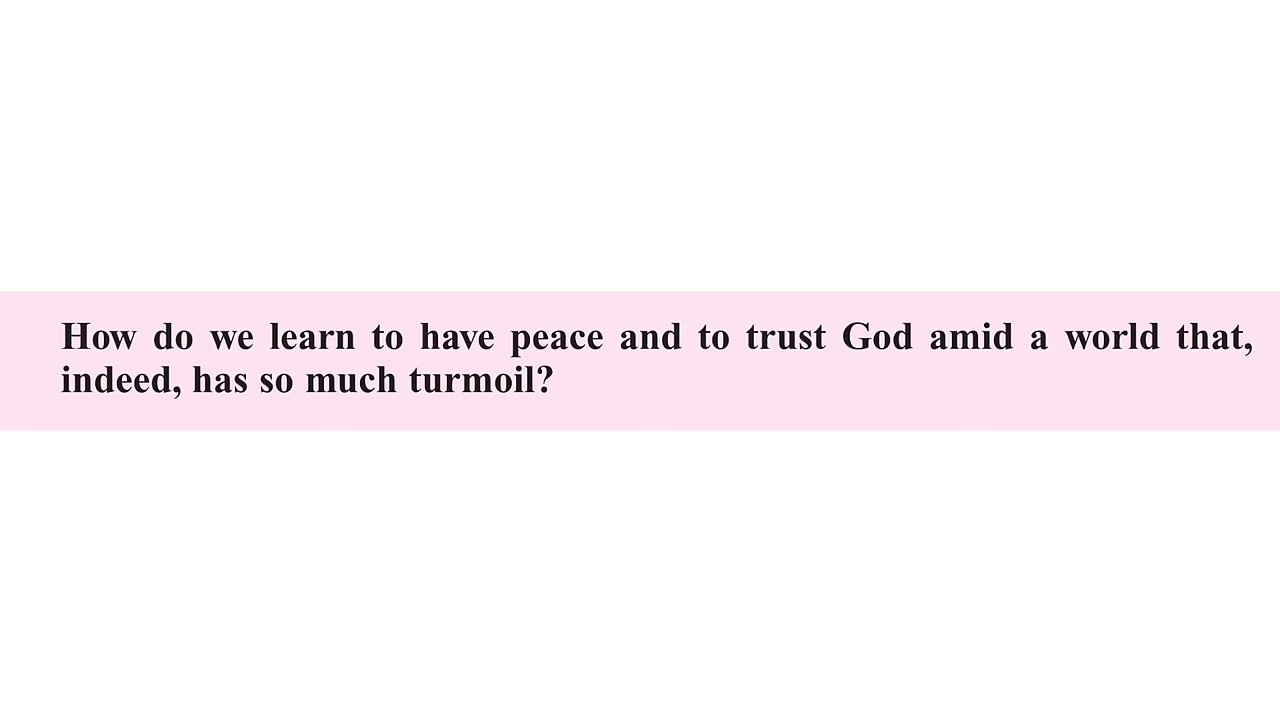 How do we learn to have peace and to trust God amid a world that,
indeed, has so much turmoil?